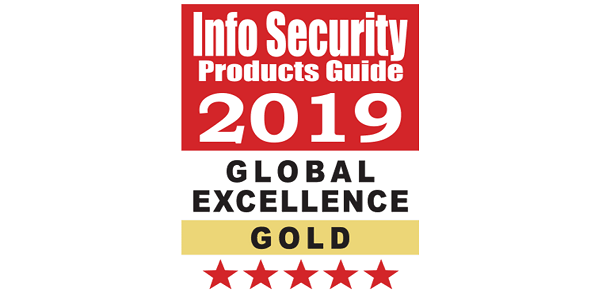 Info Security
Products Guide
2019
GLOBAL
EXCELLENCE
GOLD